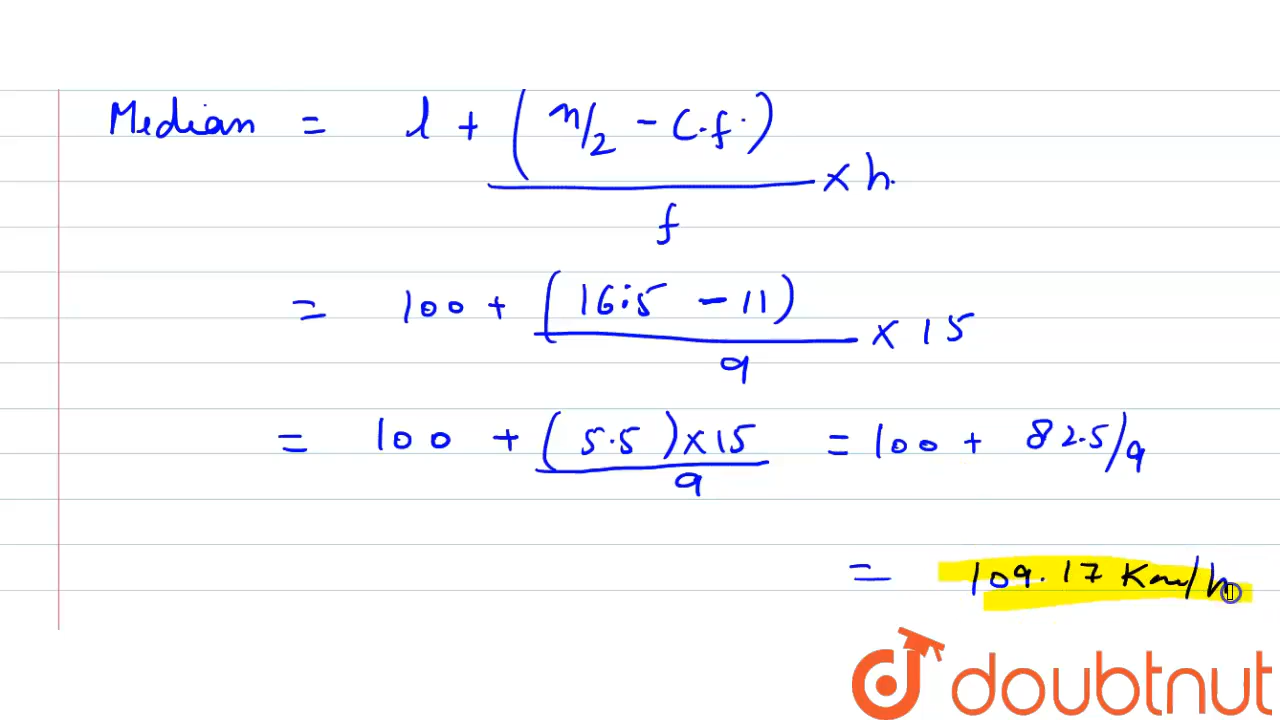 Median = l + (n/2 - c.f.)
× h
f
= 100 + (16.5 - 11)
× 15
9
= 100 + (5.5) × 15 = 100 + 82.5/9
9
= 109.17 Km/h
doubtnut